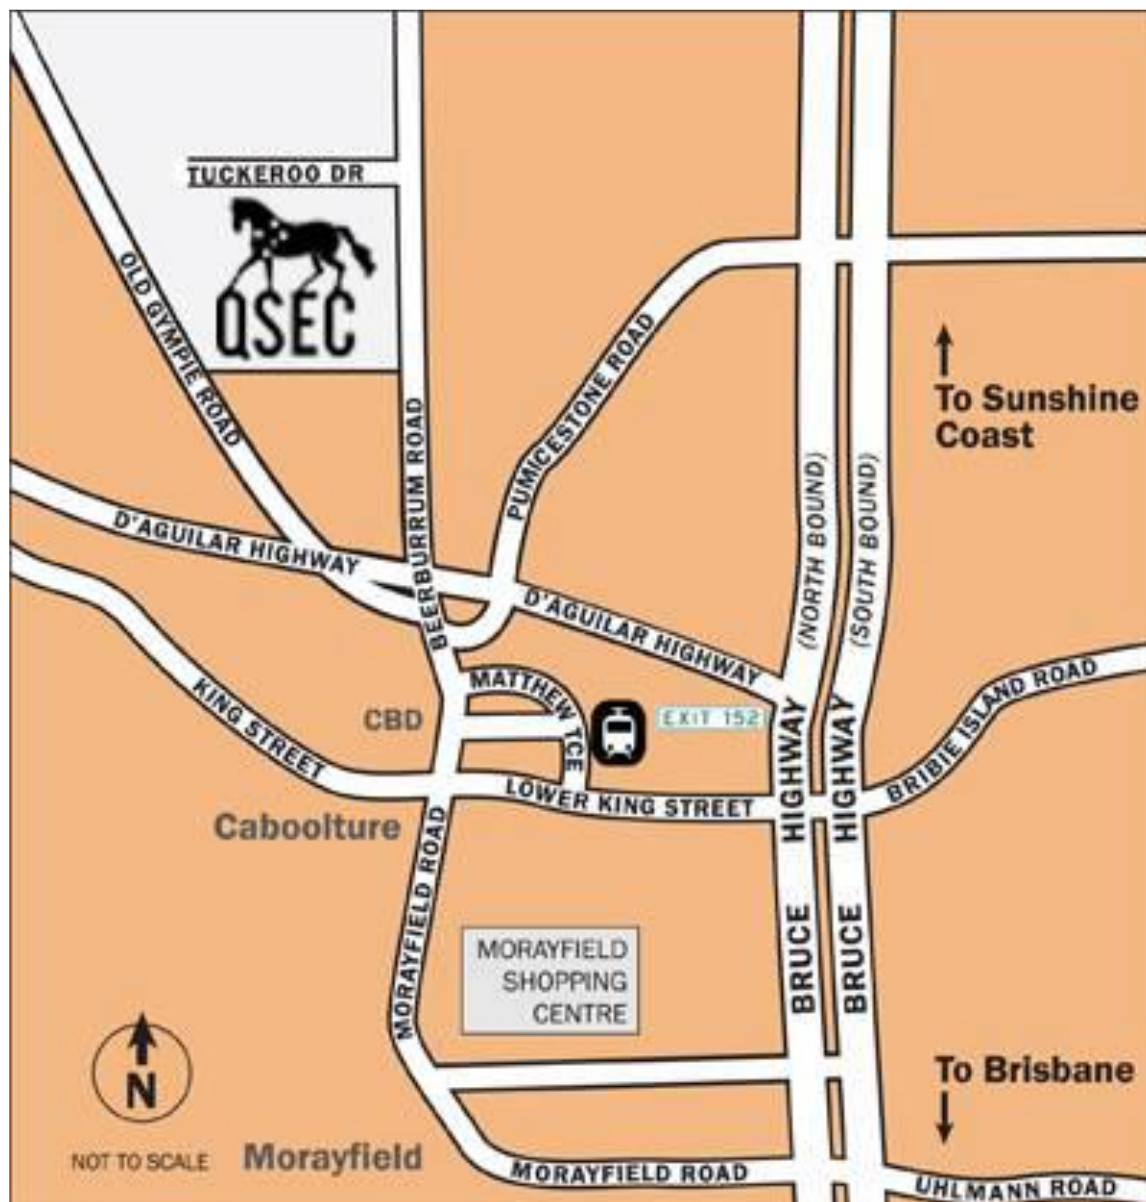 TUCKEROO DR
QSEC
OLD GYMPIE ROAD
BEERBURRUM ROAD
PUMICESTONE ROAD
To Sunshine
Coast
D'AGUILAR HIGHWAY
(NORTH BOUND)
(SOUTH BOUND)
D'AGUILAR HIGHWAY
MATTHEW TCE
CBD
EXIT 152
KING STREET
LOWER KING STREET
HIGHWAY
HIGHWAY
BRIBIE ISLAND ROAD
Caboolture
MORAYFIELD ROAD
BRUCE
BRUCE
MORAYFIELD
SHOPPING
CENTRE
N
NOT TO SCALE
Morayfield
To Brisbane
MORAYFIELD ROAD
UHLMANN ROAD